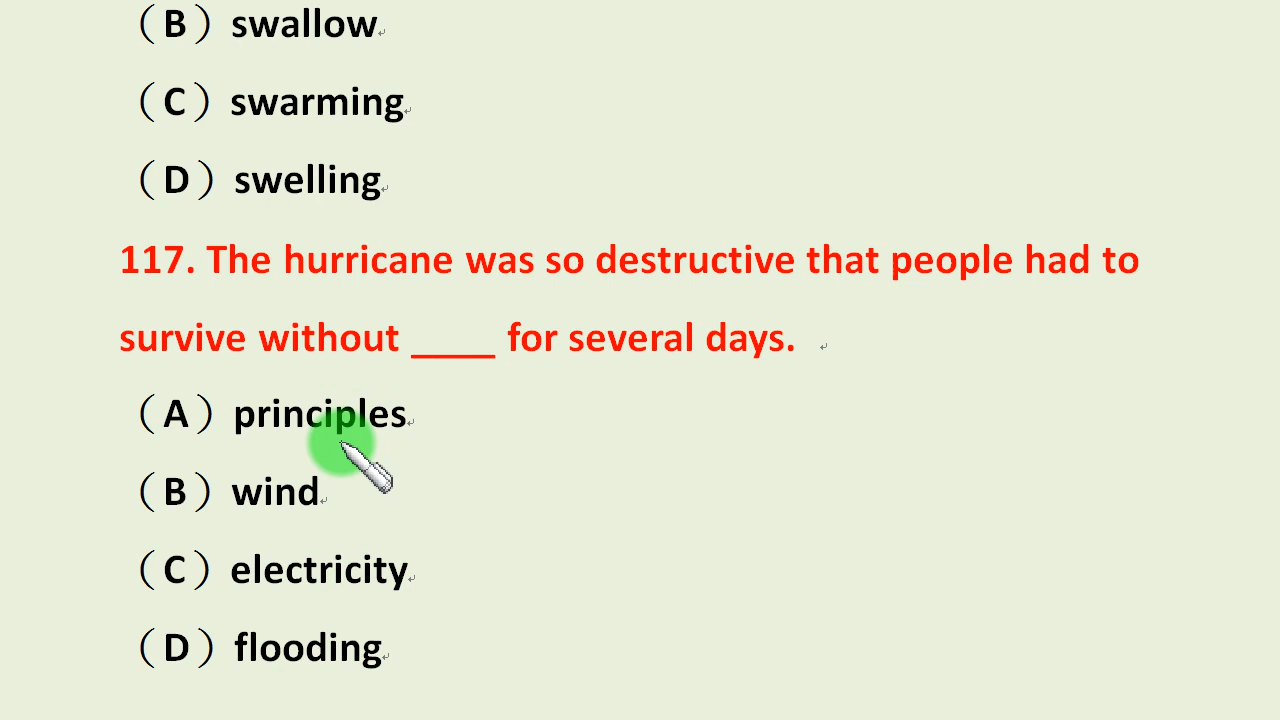 （B）swallow
（C）swarming
（D）swelling
117. The hurricane was so destructive that people had to
survive without ____ for several days.
（A）principles
（B）wind
（C）electricity
（D）flooding